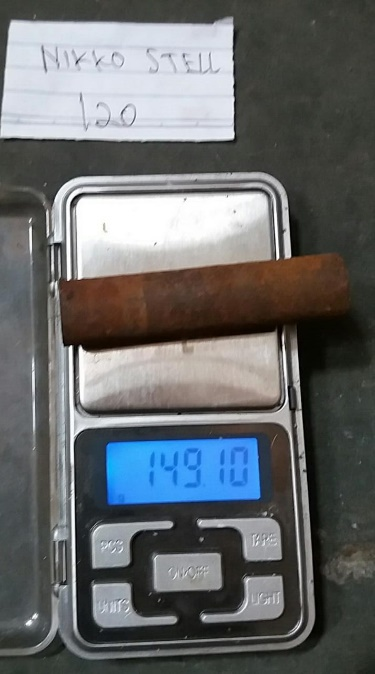 NIKKO STELL
120
149.10
PCS
TARE
ON/OFF
UNITS
LIGHT